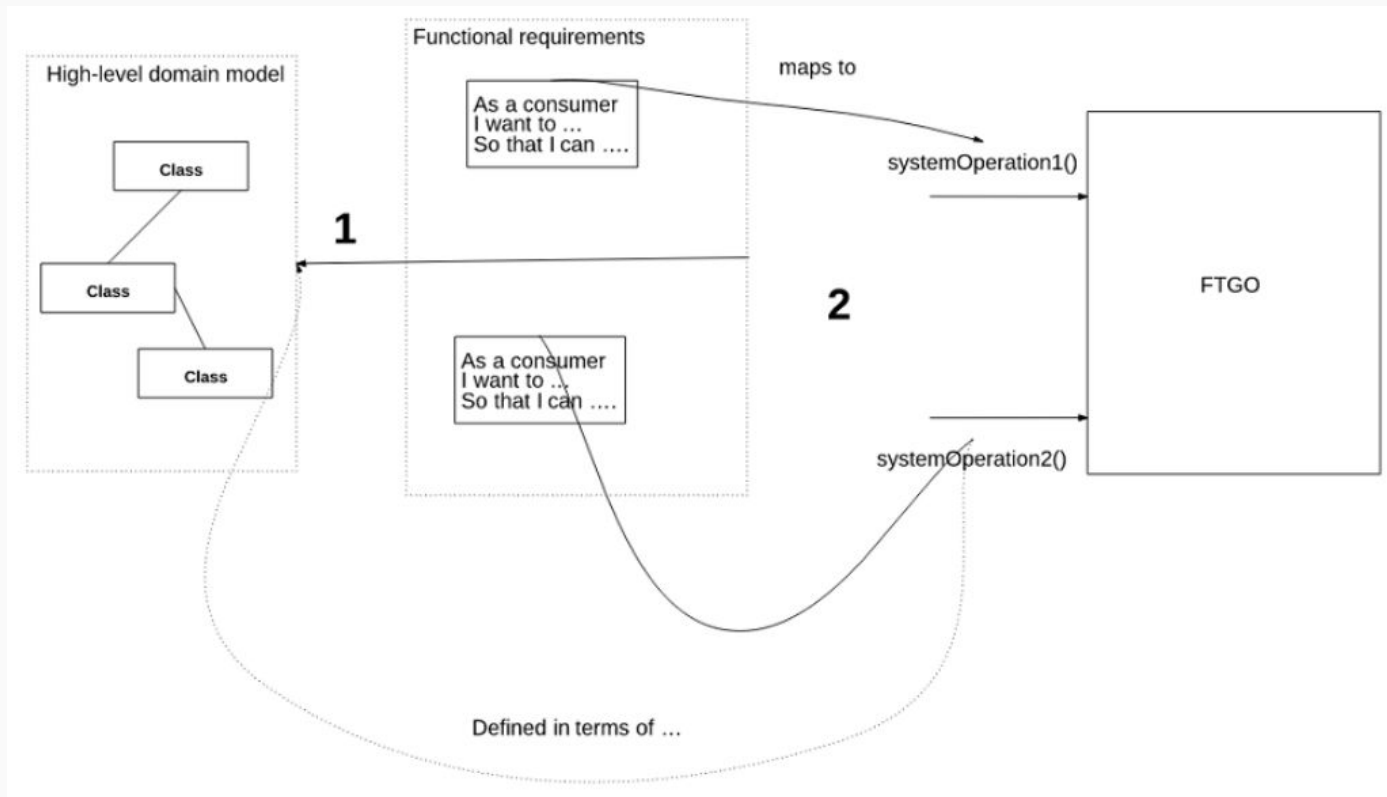 Functional requirements
High-level domain model
maps to
As a consumer
I want to ...
So that I can ....
Class
systemOperation1()
1
Class
2
FTGO
As a consumer
I want to ...
So that I can ....
Class
systemOperation2()
Defined in terms of ...